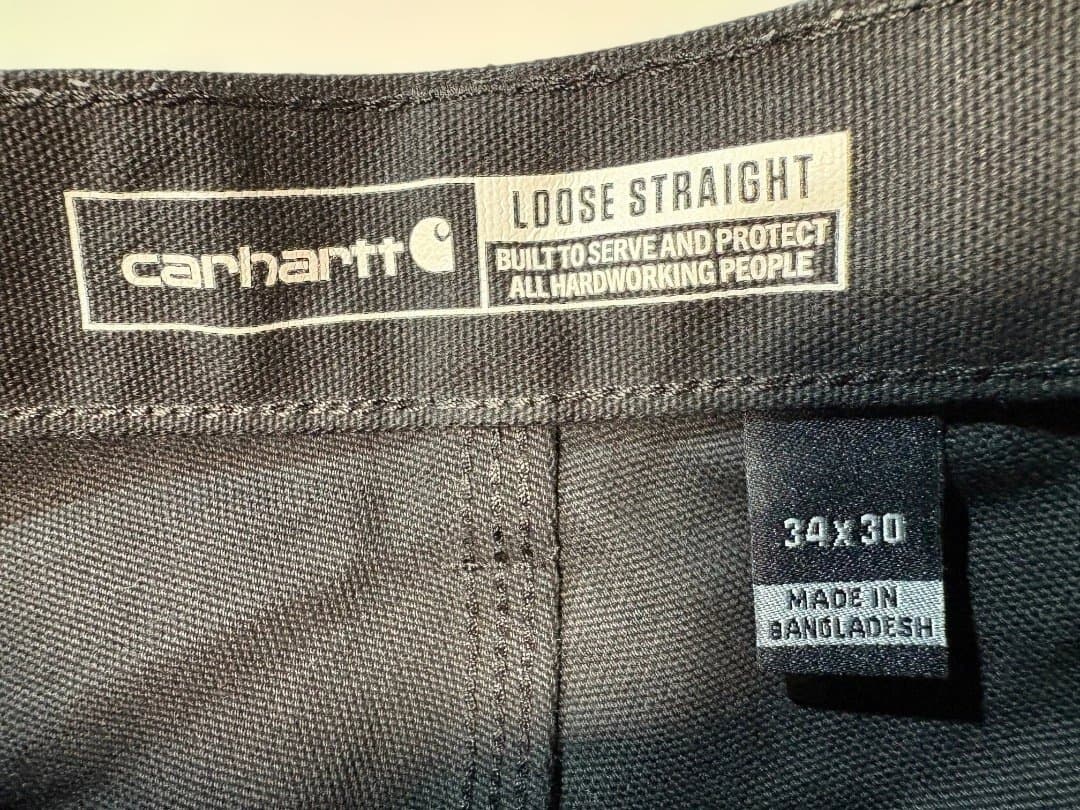 carhartt
LOOSE STRAIGHT
BUILT TO SERVE AND PROTECT
ALL HARDWORKING PEOPLE
34 x 30
MADE IN
BANGLADESH